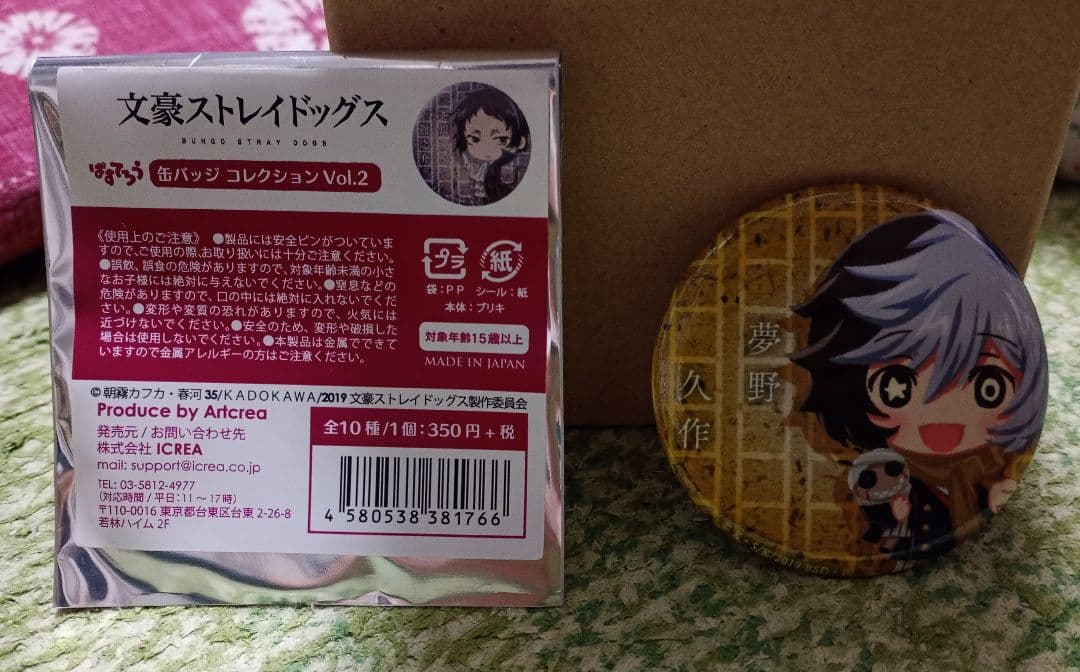 文豪ストレイドッグス
BUNGO STRAY DOGS
ぱすてろう 缶バッジ コレクション Vol.2
《使用上のご注意》 ●製品には安全ピンがついていま
すので、ご使用の際、お取り扱いには十分ご注意ください。
●誤飲、誤食の危険がありますので、対象年齢未満の小さ
なお子様には絶対に与えないでください。●窒息などの
危険がありますので、口の中には絶対に入れないでくだ
さい。●変形や変質の恐れがありますので、火気には
近づけないでください。●安全のため、変形や破損した
場合は使用しないでください。●本製品は金属でできて
いますので金属アレルギーの方はご注意ください。
プラ 紙
袋：PP シール：紙
本体：ブリキ
対象年齢15歳以上
MADE IN JAPAN
© 朝霧カフカ・春河35/KADOKAWA/2019 文豪ストレイドッグス製作委員会
Produce by Artcrea
発売元 / お問い合わせ先
株式会社 ICREA
mail: support@icrea.co.jp
TEL: 03-5812-4977
（対応時間 / 平日：11～17時）
〒110-0016 東京都台東区台東 2-26-8
若林ハイム 2F
全10種/1個：350円+税
4 580538 381766
夢野
久作
2019 BSD